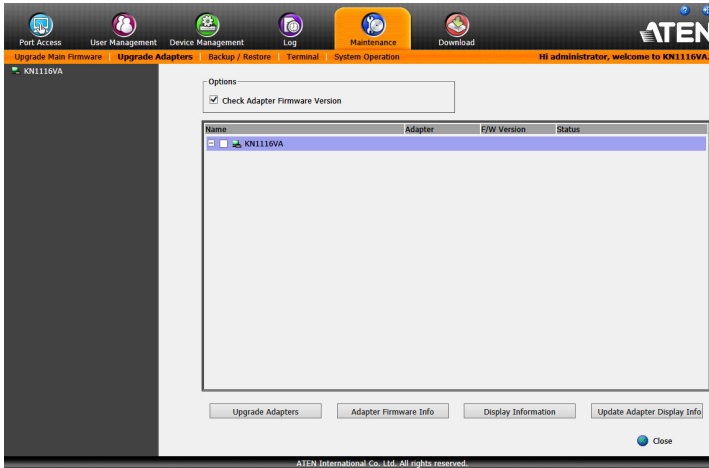 ATEN
Port Access User Management Device Management Log Maintenance Download
Upgrade Main Firmware Upgrade Adapters Backup / Restore Terminal System Operation Hi administrator, welcome to KN1116VA.
KN1116VA
Options
Check Adapter Firmware Version
Name Adapter F/W Version Status
KN1116VA
Upgrade Adapters Adapter Firmware Info Display Information Update Adapter Display Info
Close
ATEN International Co. Ltd. All rights reserved.